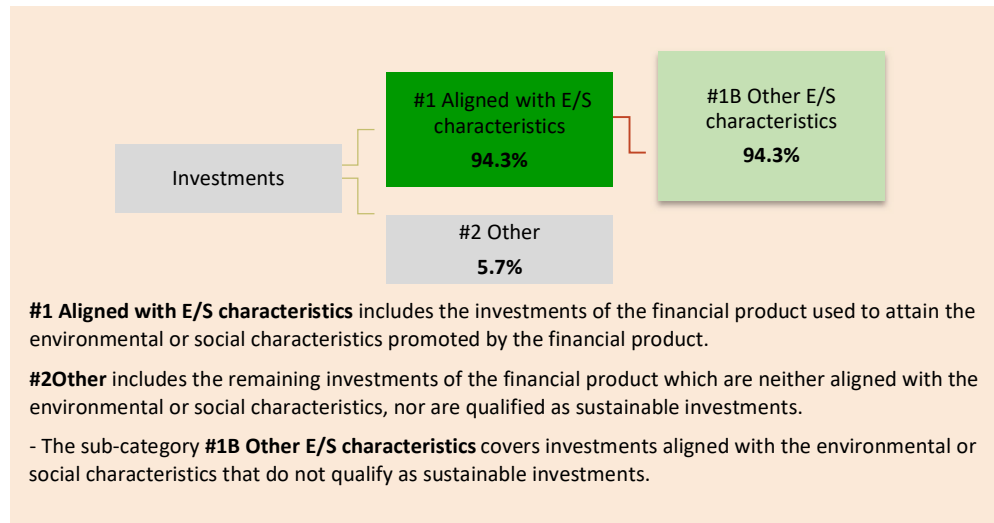 #1 Aligned with E/S
characteristics
94.3%
#1B Other E/S
characteristics
94.3%
Investments
#2 Other
5.7%
#1 Aligned with E/S characteristics includes the investments of the financial product used to attain the
environmental or social characteristics promoted by the financial product.
#2Other includes the remaining investments of the financial product which are neither aligned with the
environmental or social characteristics, nor are qualified as sustainable investments.
- The sub-category #1B Other E/S characteristics covers investments aligned with the environmental or
social characteristics that do not qualify as sustainable investments.